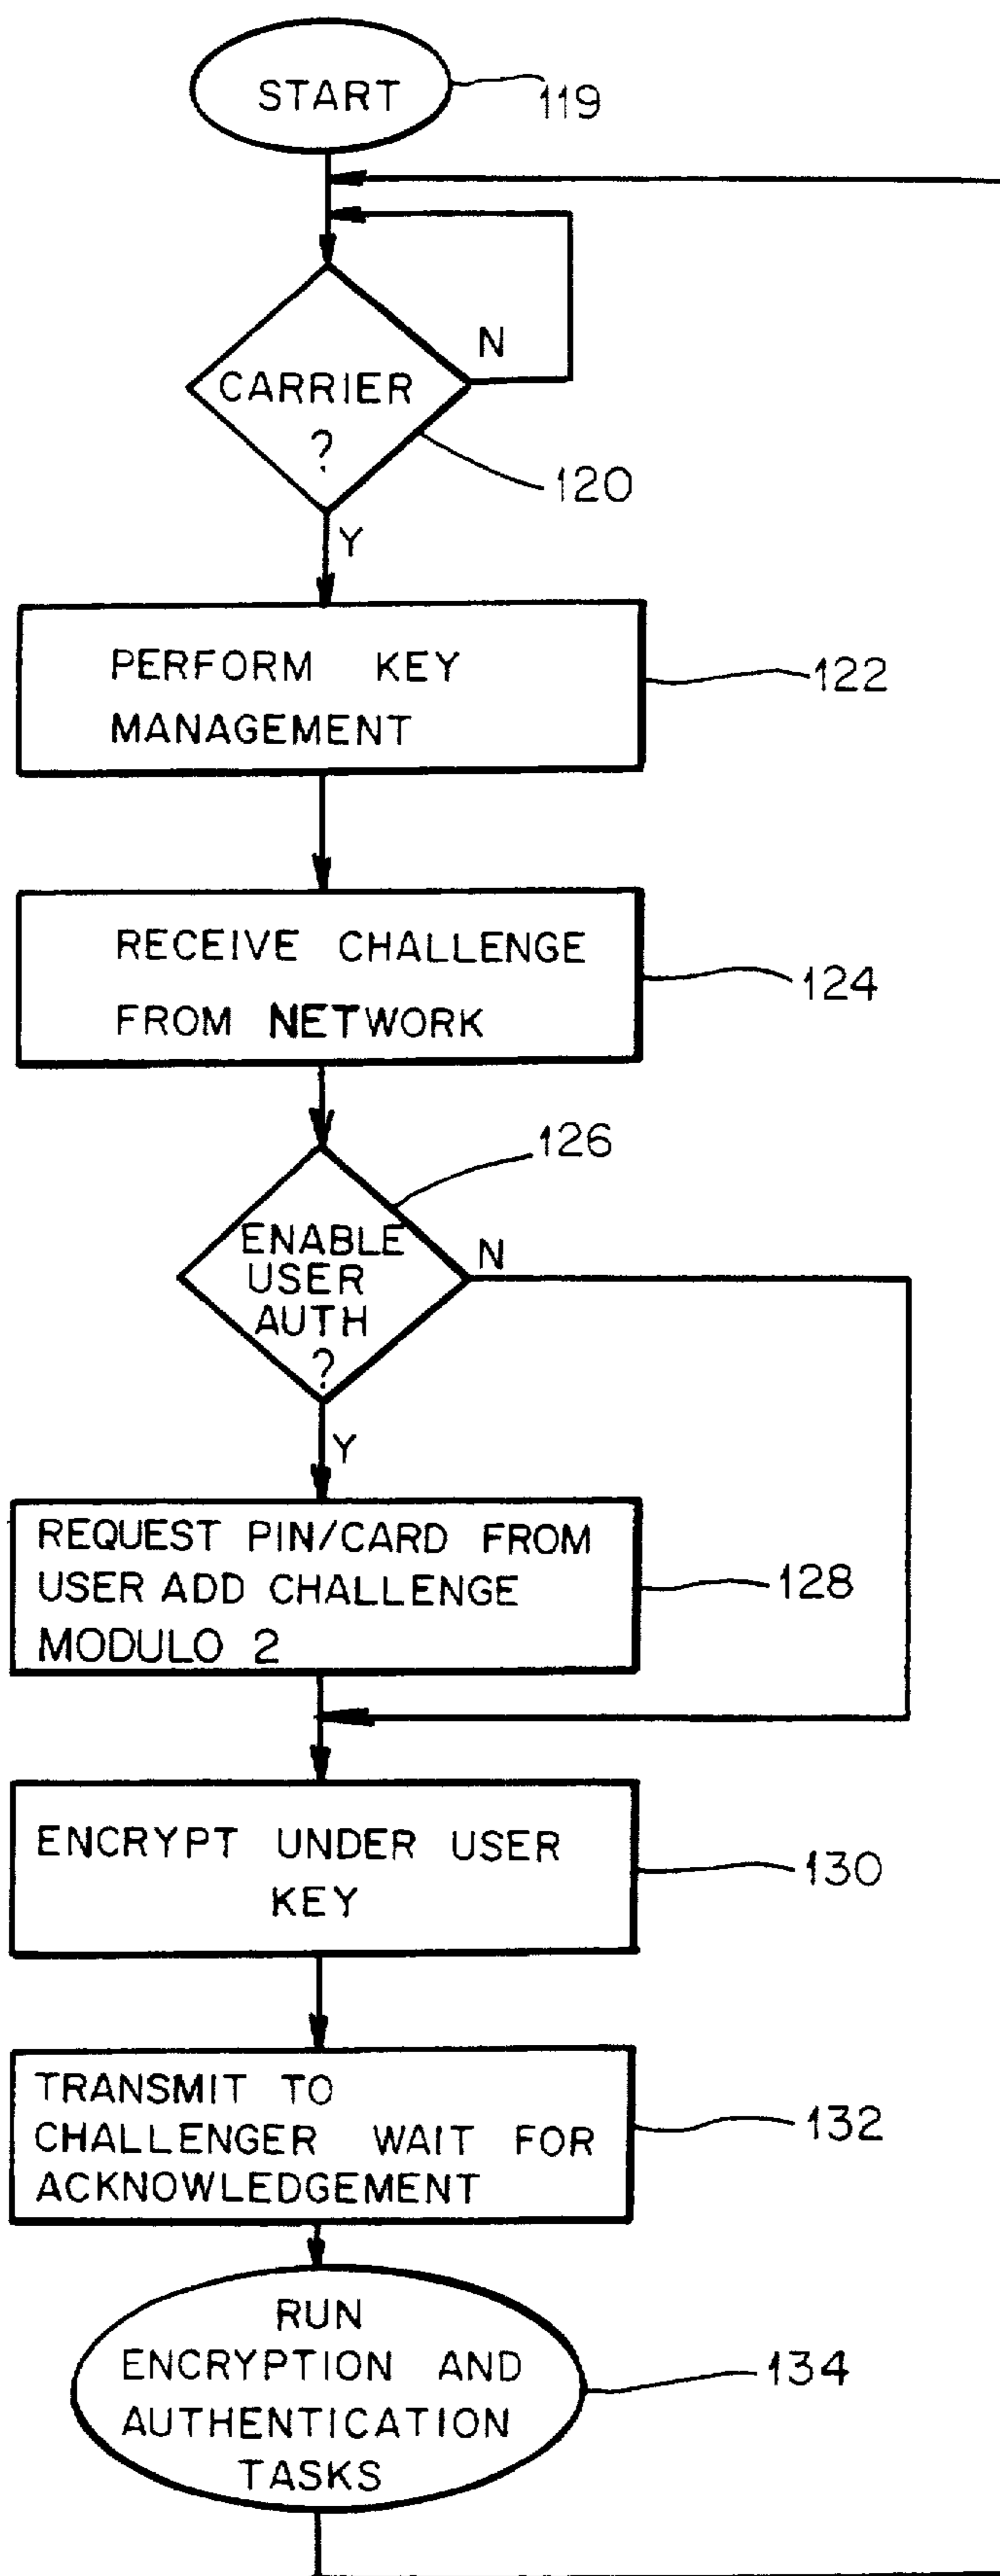 START
119
N
CARRIER
?
120
Y
PERFORM KEY
MANAGEMENT
122
RECEIVE CHALLENGE
FROM NETWORK
124
126
ENABLE
USER
AUTH
?
N
Y
REQUEST PIN/CARD FROM
USER ADD CHALLENGE
MODULO 2
128
ENCRYPT UNDER USER
KEY
130
TRANSMIT TO
CHALLENGER WAIT FOR
ACKNOWLEDGEMENT
132
RUN
ENCRYPTION AND
AUTHENTICATION
TASKS
134